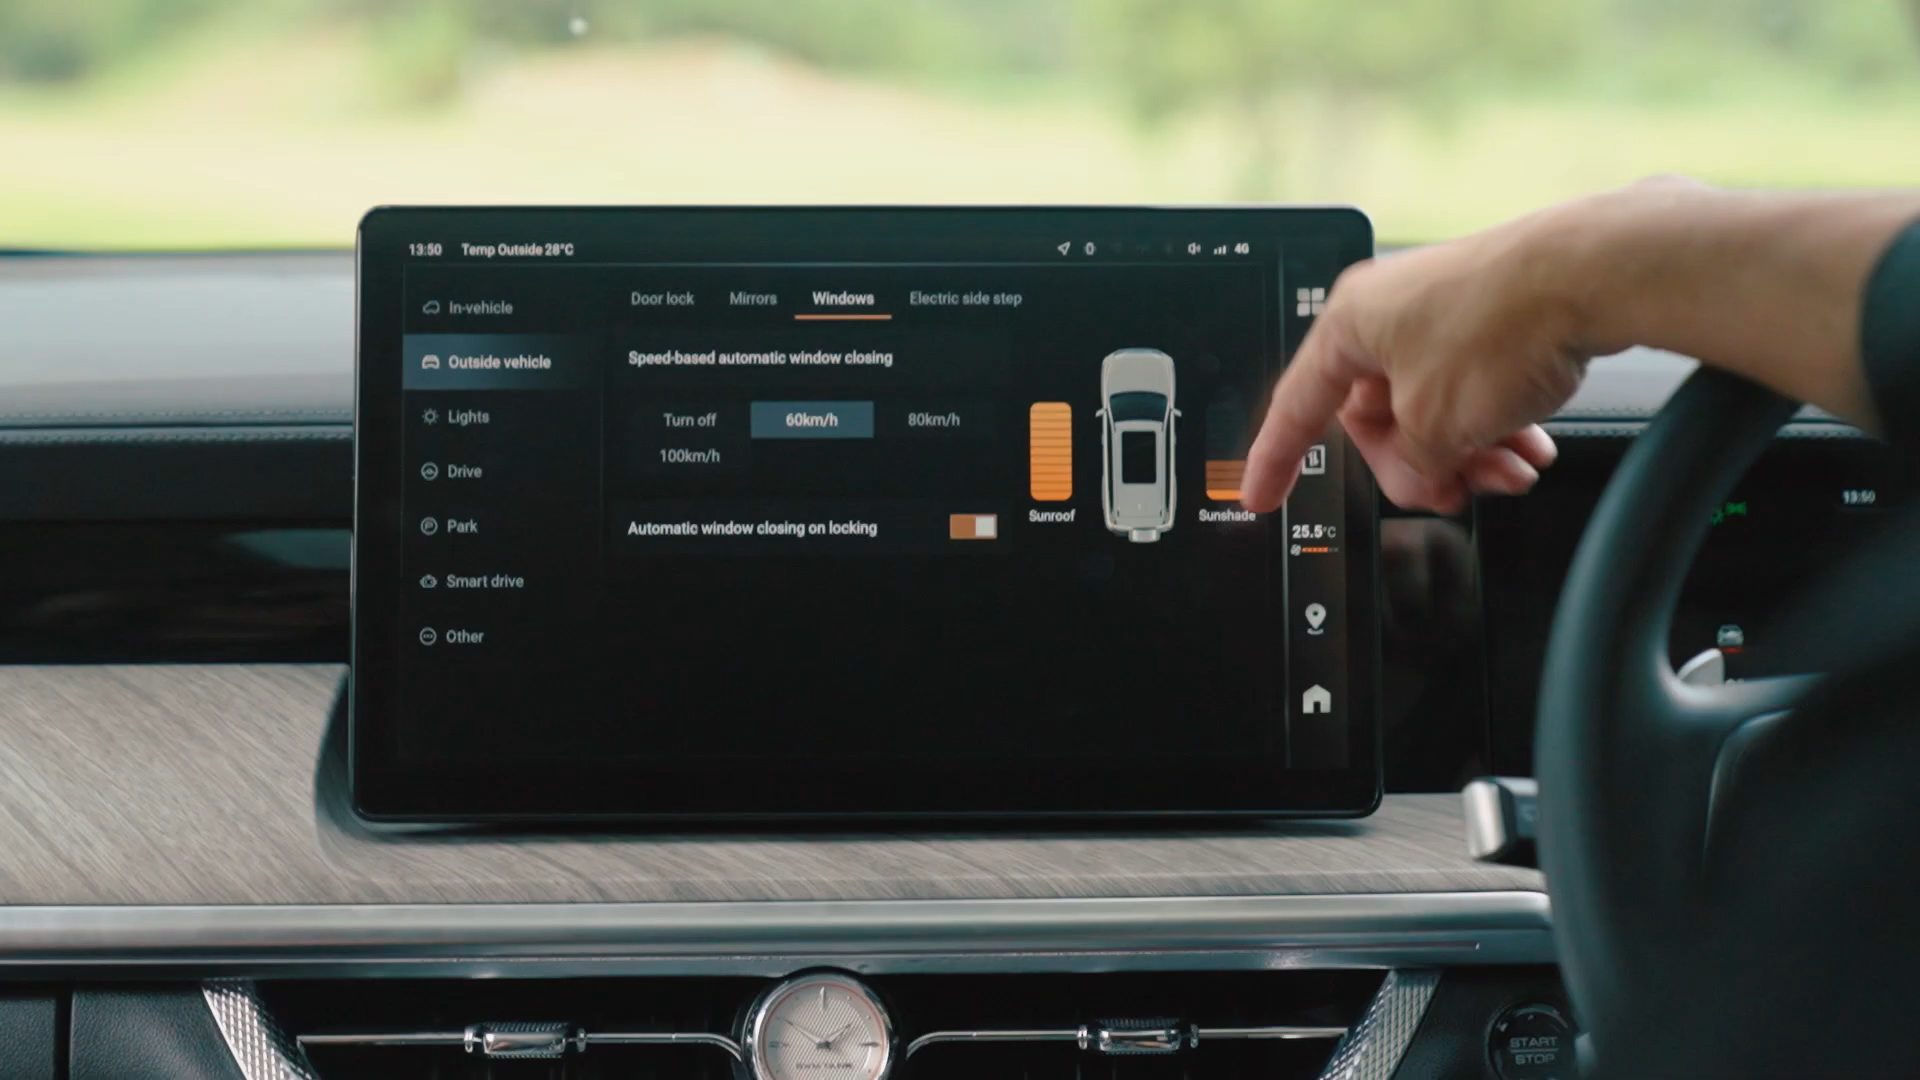 13:50 Temp Outside 28°C 4G
In-vehicle
Outside vehicle
Lights
Drive
Park
Smart drive
Other
Door lock Mirrors Windows Electric side step
Speed-based automatic window closing
Turn off 60km/h 80km/h
100km/h
Automatic window closing on locking
Sunroof
Sunshade
25.5°C
13:50
START
STOP